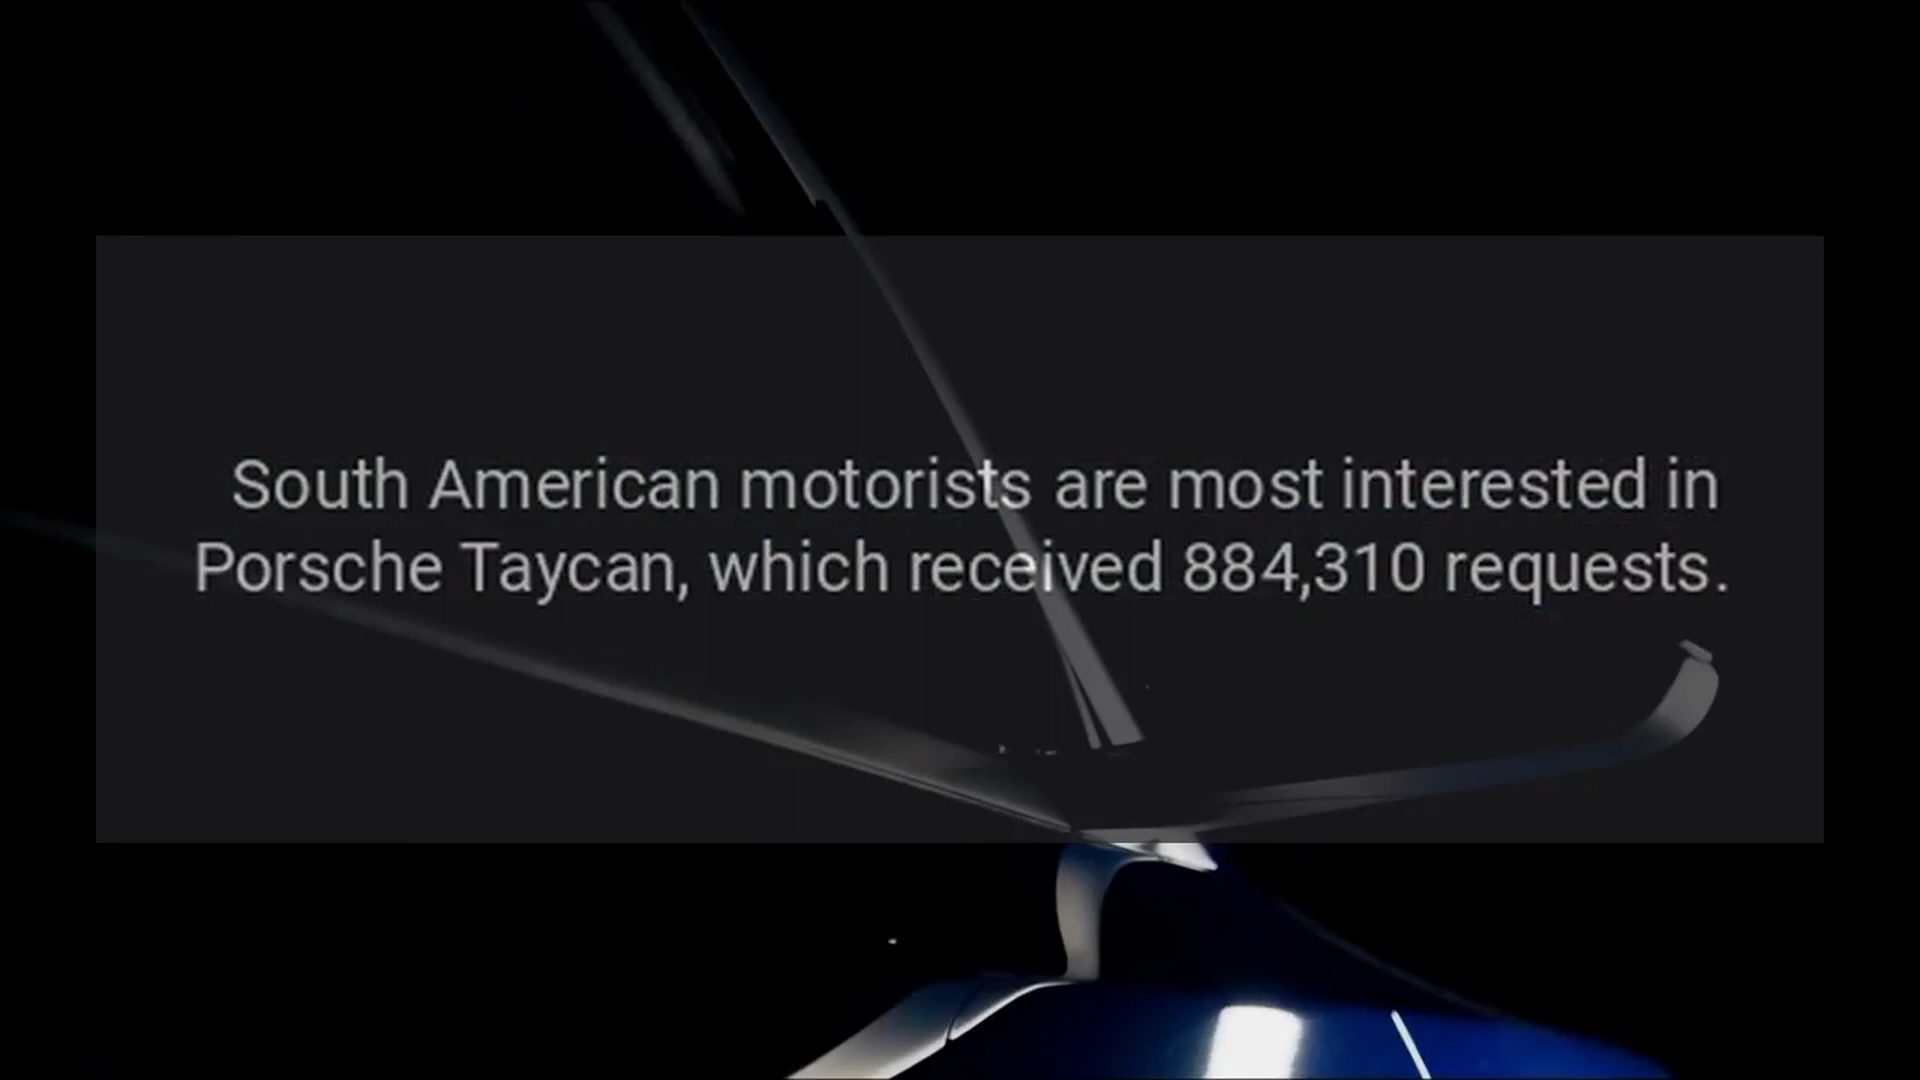 South American motorists are most interested in
Porsche Taycan, which received 884,310 requests.